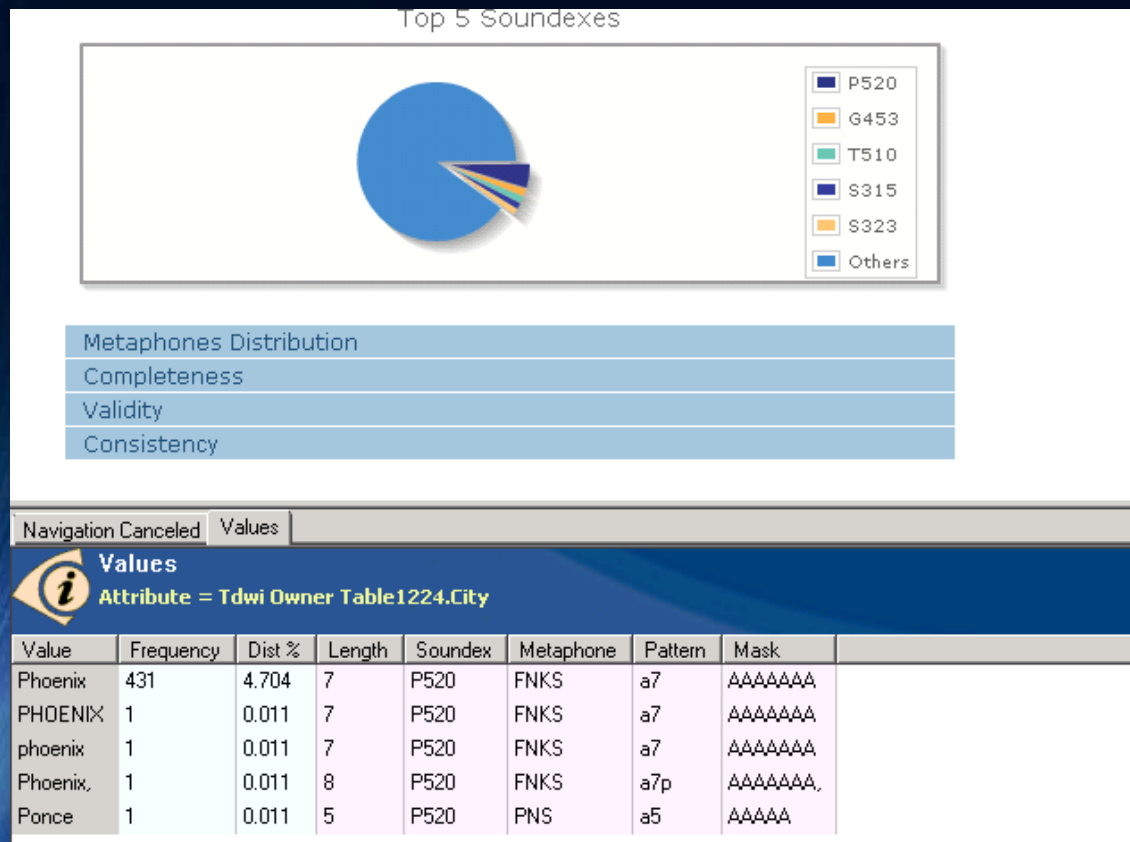 Top 5 Soundexes
P520
G453
T510
S315
S323
Others
Metaphones Distribution
Completeness
Validity
Consistency
Navigation Canceled Values
i
Values
Attribute = Tdwi Owner Table1224.City
Value Frequency Dist % Length Soundex Metaphone Pattern Mask
Phoenix 431 4.704 7 P520 FNKS a7 AAAAAAA
PHOENIX 1 0.011 7 P520 FNKS a7 AAAAAAA
phoenix 1 0.011 7 P520 FNKS a7 AAAAAAA
Phoenix, 1 0.011 8 P520 FNKS a7p AAAAAAA,
Ponce 1 0.011 5 P520 PNS a5 AAAAA